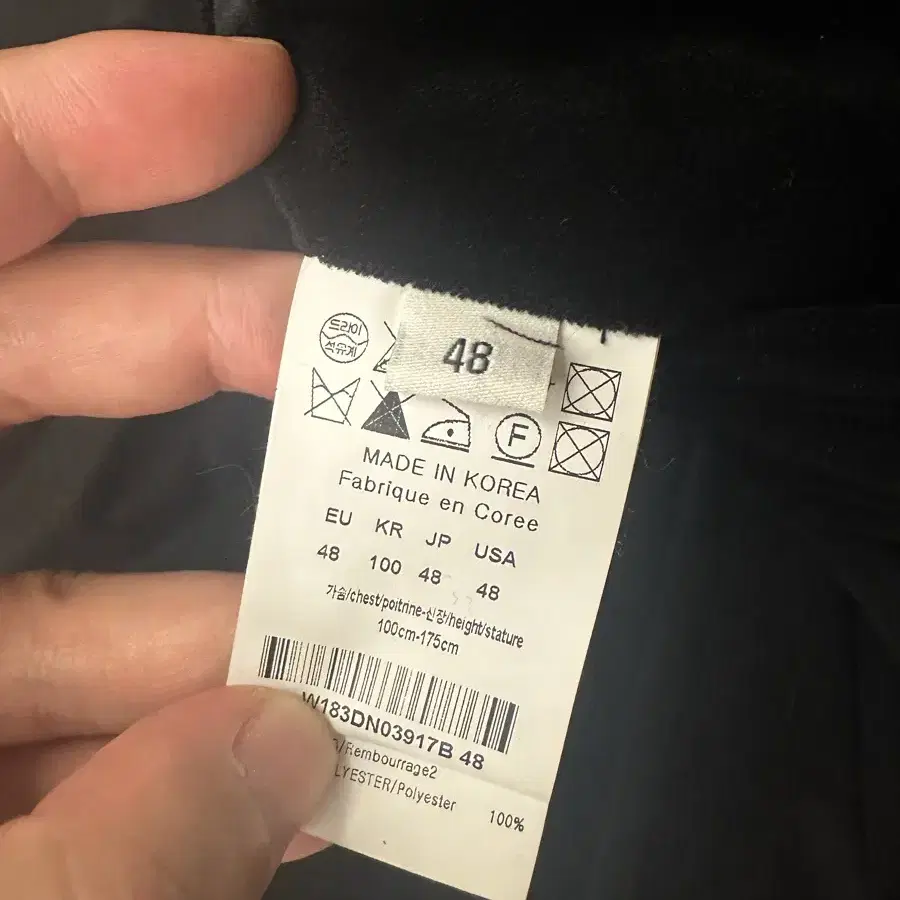 드라이
석유계
48
F
MADE IN KOREA
Fabrique en Coree
EU KR JP USA
48 100 48 48
가슴/chest/poitrine-신장/height/stature
100cm-175cm
W183DN03917B 48
/Rembourrage2
LYESTER/Polyester 100%